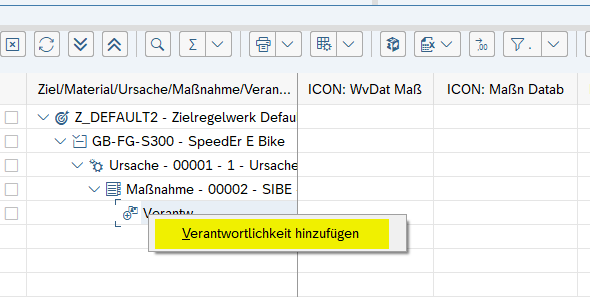 Σ
,00
Ziel/Material/Ursache/Maßnahme/Veran...
ICON: WvDat Maß
ICON: Maßn Datab
Z_DEFAULT2 - Zielregelwerk Defau
GB-FG-S300 - SpeedEr E Bike
Ursache - 00001 - 1 - Ursache
Maßnahme - 00002 - SIBE
Verantw
Verantwortlichkeit hinzufügen